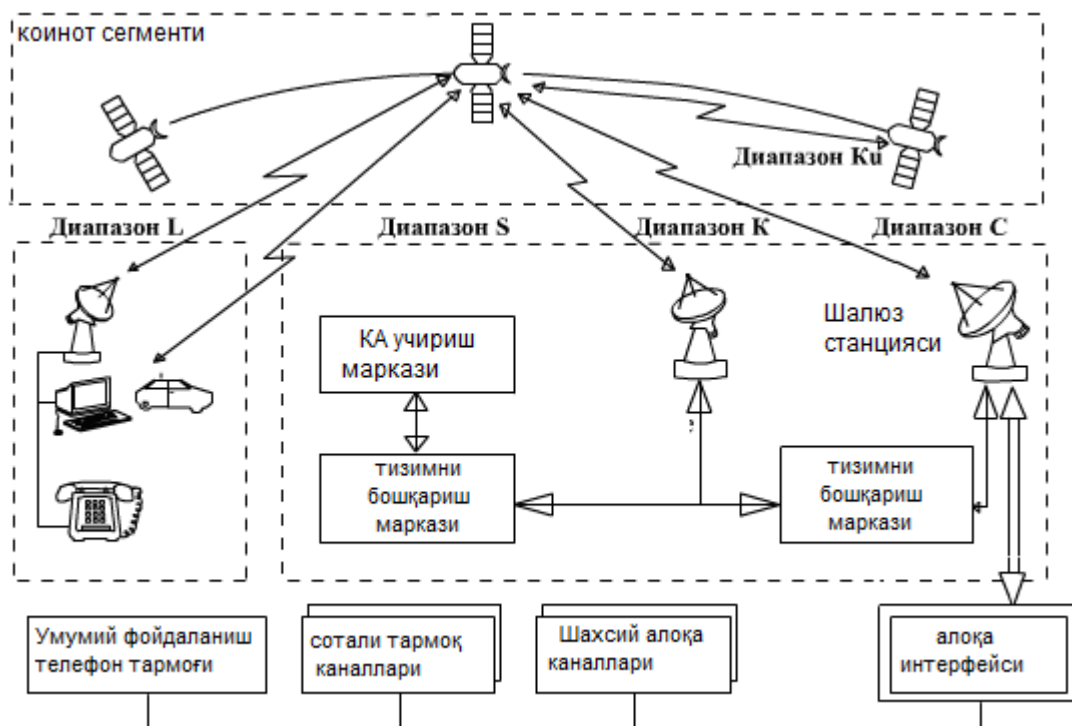 коинот сегменти
Диапазон Ku
Диапазон L
Диапазон S
Диапазон К
Диапазон С
Шалюз
станцияси
КА учириш
маркази
тизимни
бошқариш
маркази
тизимни
бошқариш
маркази
Умумий фойдаланиш
телефон тармоғи
сотали тармоқ
каналлари
Шахсий алоқа
каналлари
алоқа
интерфейси